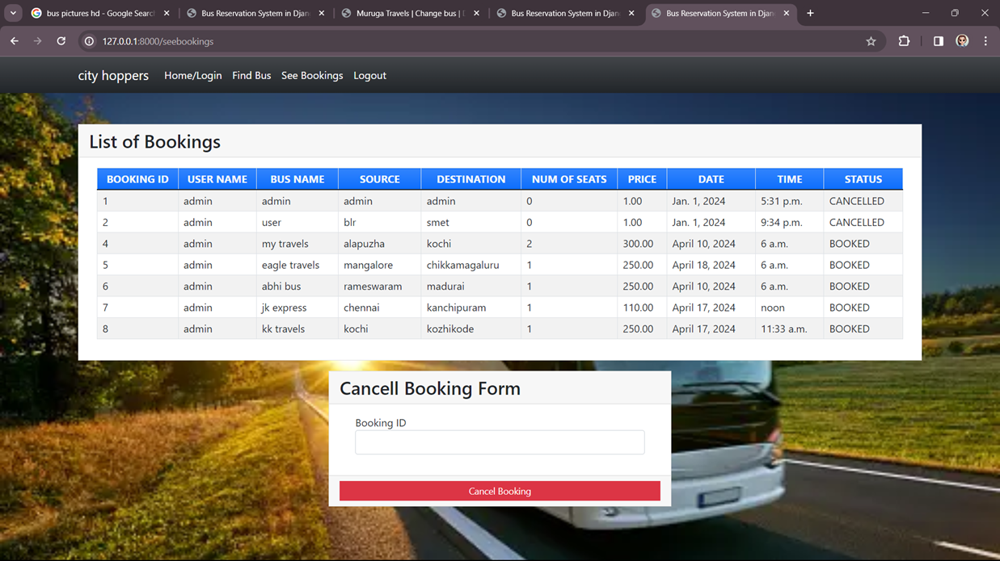 bus pictures hd - Google Searc
Bus Reservation System in Djan
Muruga Travels | Change bus |
Bus Reservation System in Djan
Bus Reservation System in Djan
127.0.0.1:8000/seebookings
city hoppers Home/Login Find Bus See Bookings Logout
List of Bookings
BOOKING ID USER NAME BUS NAME SOURCE DESTINATION NUM OF SEATS PRICE DATE TIME STATUS
1 admin admin admin admin 0 1.00 Jan. 1, 2024 5:31 p.m. CANCELLED
2 admin user blr smet 0 1.00 Jan. 1, 2024 9:34 p.m. CANCELLED
4 admin my travels alapuzha kochi 2 300.00 April 10, 2024 6 a.m. BOOKED
5 admin eagle travels mangalore chikkamagaluru 1 250.00 April 18, 2024 6 a.m. BOOKED
6 admin abhi bus rameswaram madurai 1 250.00 April 10, 2024 6 a.m. BOOKED
7 admin jk express chennai kanchipuram 1 110.00 April 17, 2024 noon BOOKED
8 admin kk travels kochi kozhikode 1 250.00 April 17, 2024 11:33 a.m. BOOKED
Cancell Booking Form
Booking ID
Cancel Booking